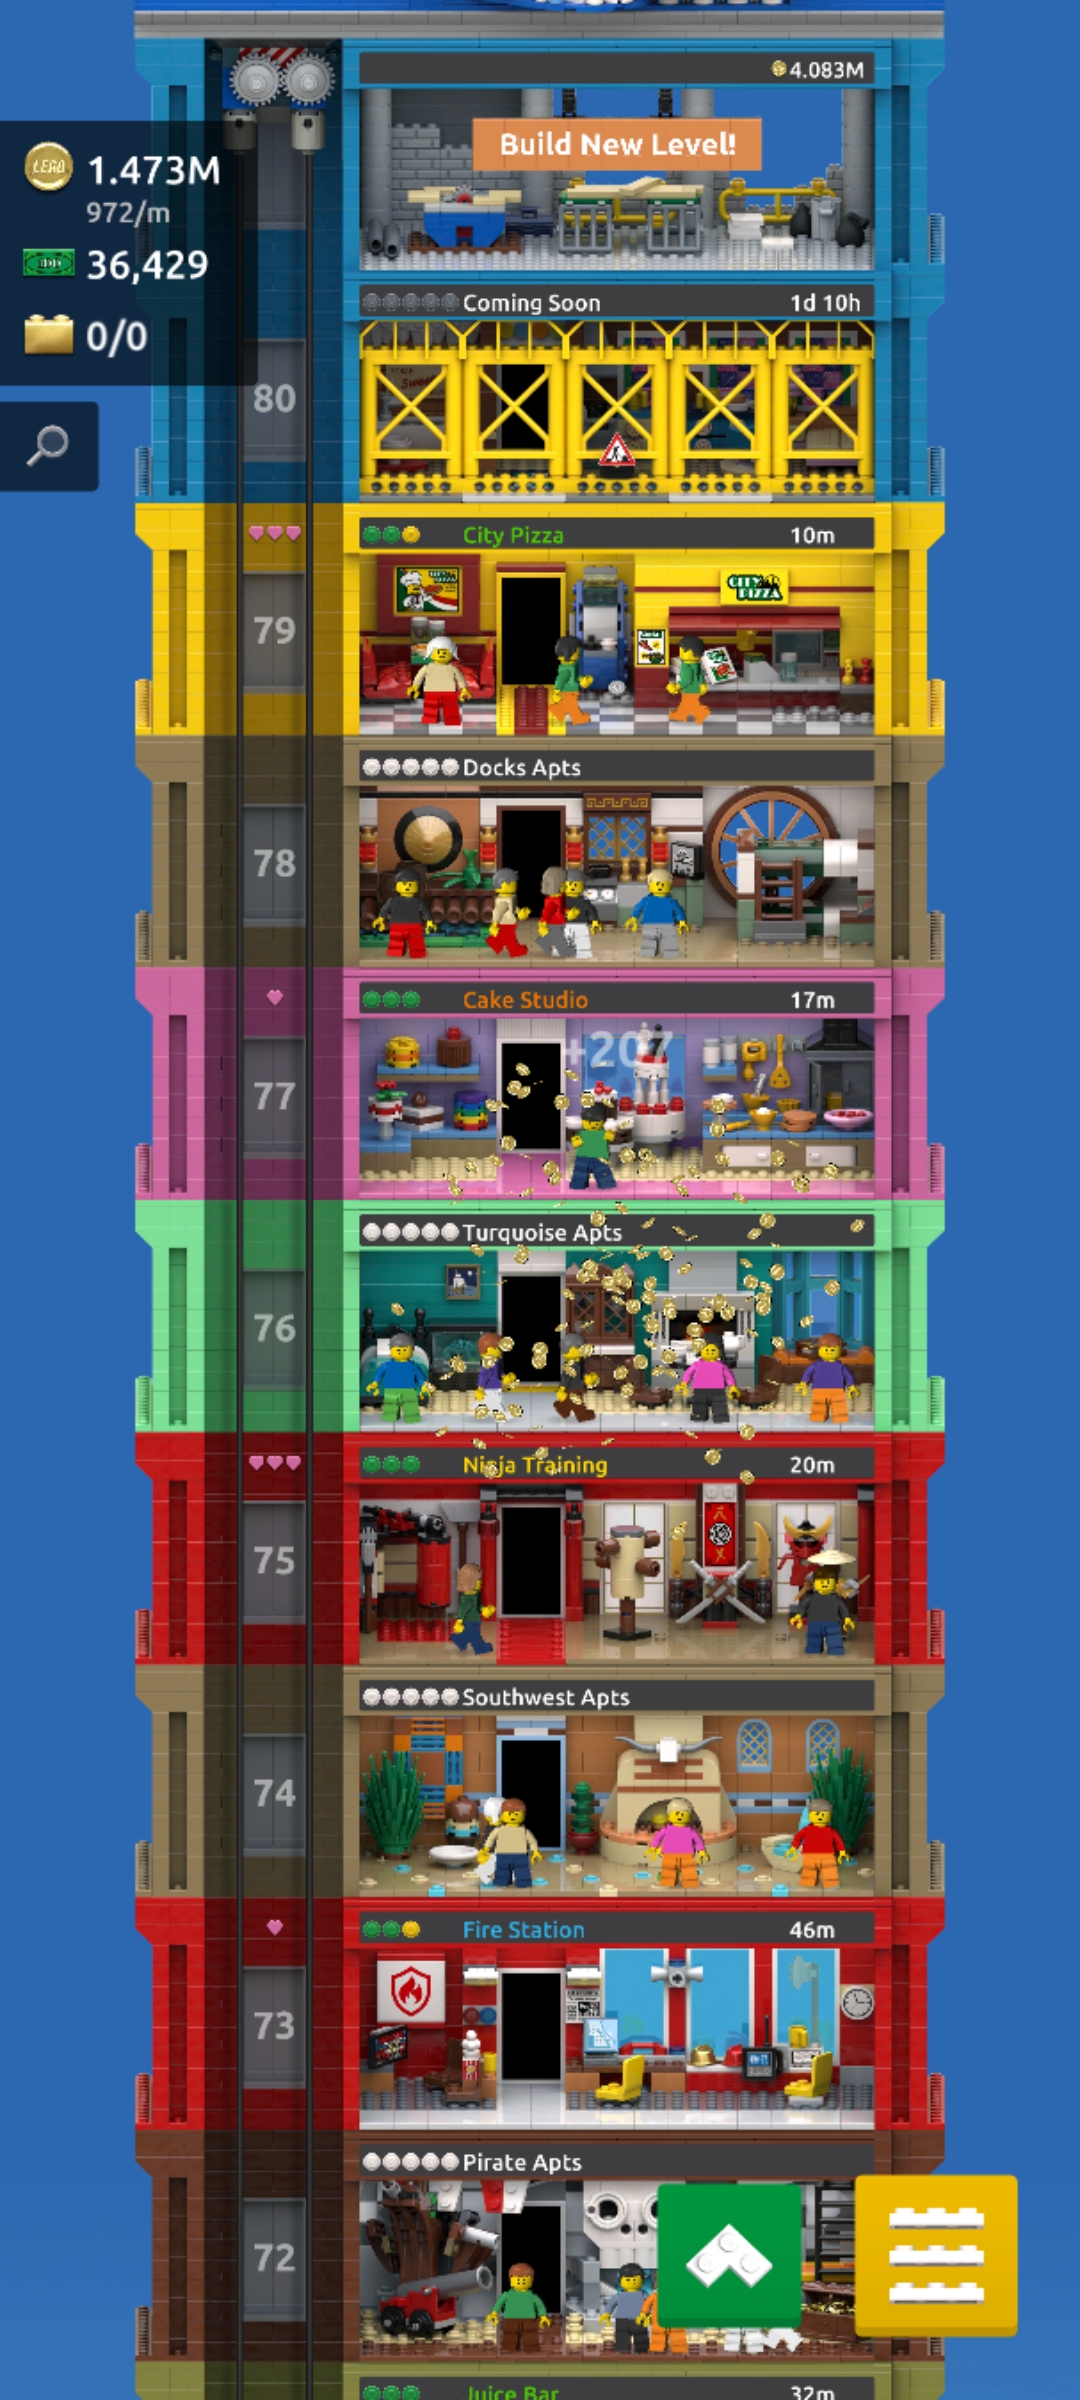 4.083M
Build New Level!
LEGO
1.473M
972/m
36,429
0/0
Coming Soon
1d 10h
80
City Pizza
10m
CITY PIZZA
79
Docks Apts
78
Cake Studio
17m
+207
77
Turquoise Apts
76
Ninja Training
20m
75
Southwest Apts
74
Fire Station
46m
73
Pirate Apts
72
Juice Bar
32m